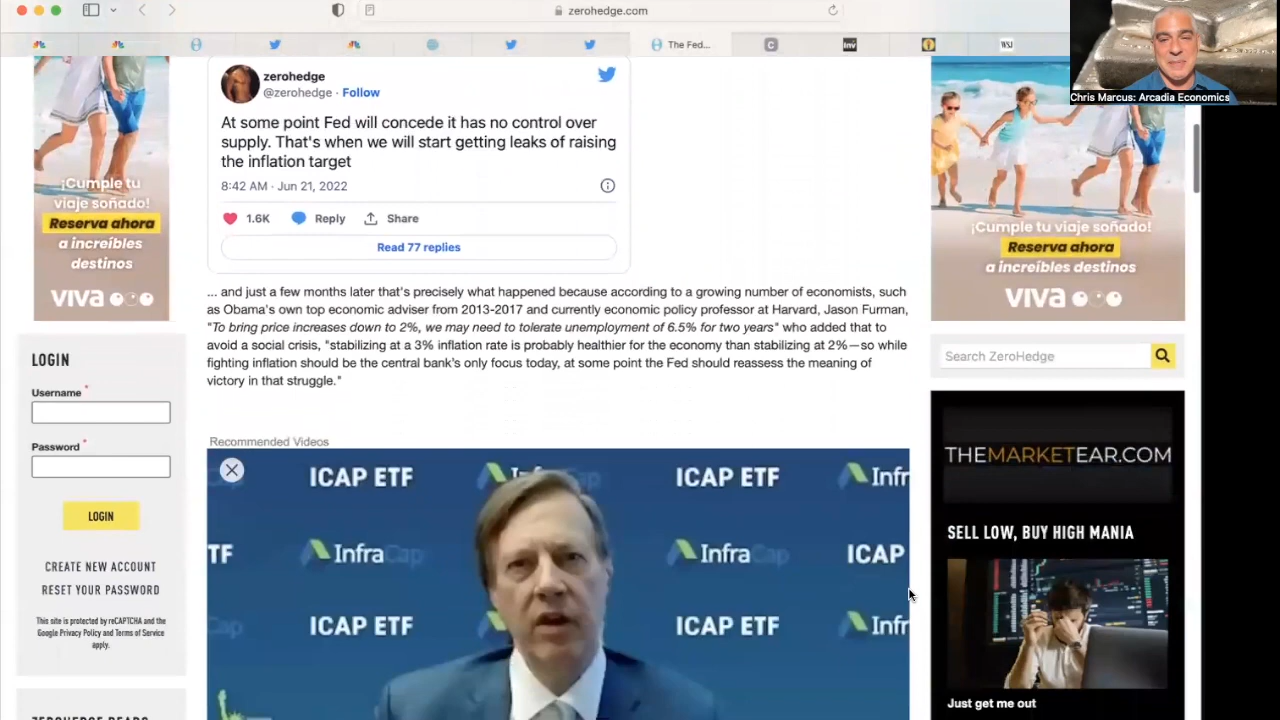 zerohedge.com
The Fed...
C
Inv
WSJ
Chris Marcus: Arcadia Economics
¡Cumple tu
viaje soñado!
Reserva ahora
a increíbles
destinos
VIVA
LOGIN
Username *
Password *
LOGIN
CREATE NEW ACCOUNT
RESET YOUR PASSWORD
This site is protected by reCAPTCHA and the
Google Privacy Policy and Terms of Service
apply.
ZEROHEDGE READS
zerohedge
@zerohedge · Follow
At some point Fed will concede it has no control over
supply. That's when we will start getting leaks of raising
the inflation target
8:42 AM · Jun 21, 2022
1.6K Reply Share
Read 77 replies
... and just a few months later that's precisely what happened because according to a growing number of economists, such
as Obama's own top economic adviser from 2013-2017 and currently economic policy professor at Harvard, Jason Furman,
"To bring price increases down to 2%, we may need to tolerate unemployment of 6.5% for two years" who added that to
avoid a social crisis, "stabilizing at a 3% inflation rate is probably healthier for the economy than stabilizing at 2%—so while
fighting inflation should be the central bank's only focus today, at some point the Fed should reassess the meaning of
victory in that struggle."
Recommended Videos
ICAP ETF InfraCap ICAP ETF Infr
TF InfraCap InfraCap ICAP
Cap ICAP ETF ICAP ETF Infr
¡Cumple tu viaje soñado!
Reserva ahora
a increíbles destinos
VIVA
Search ZeroHedge
THEMARKETEAR.COM
SELL LOW, BUY HIGH MANIA
Just get me out